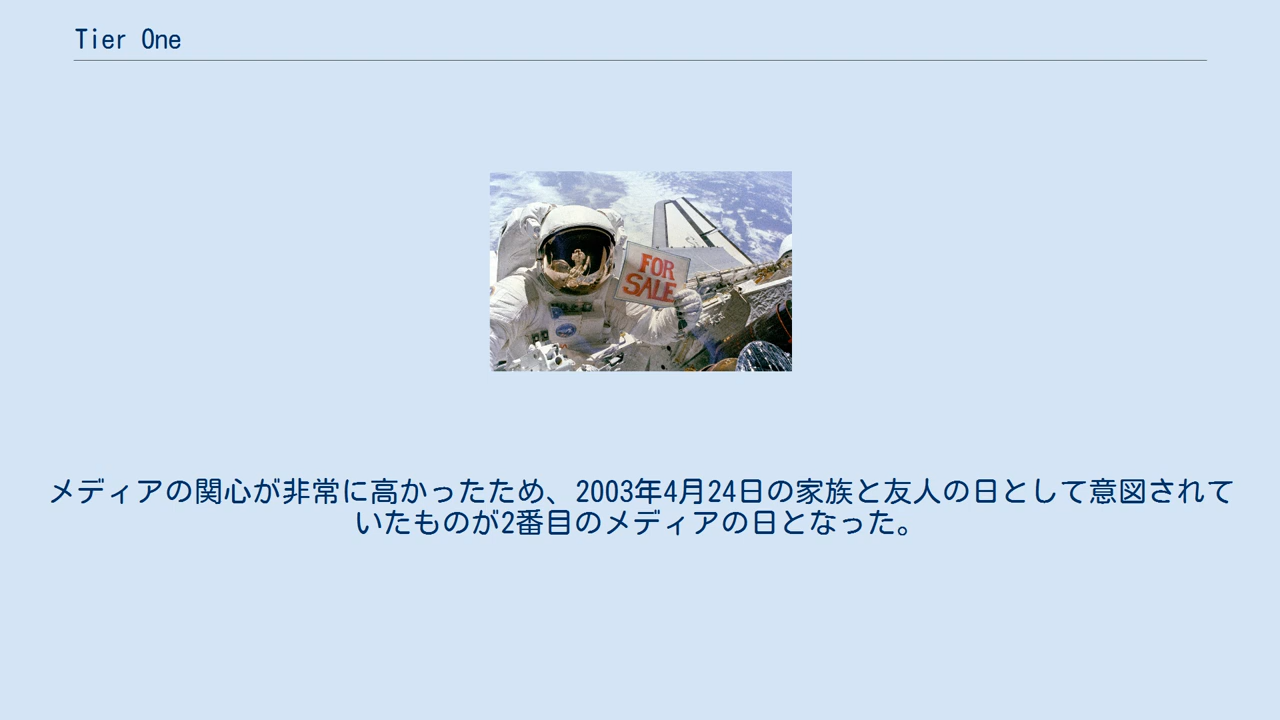 Tier One
FOR
SALE
メディアの関心が非常に高かったため、2003年4月24日の家族と友人の日として意図されて
いたものが2番目のメディアの日となった。